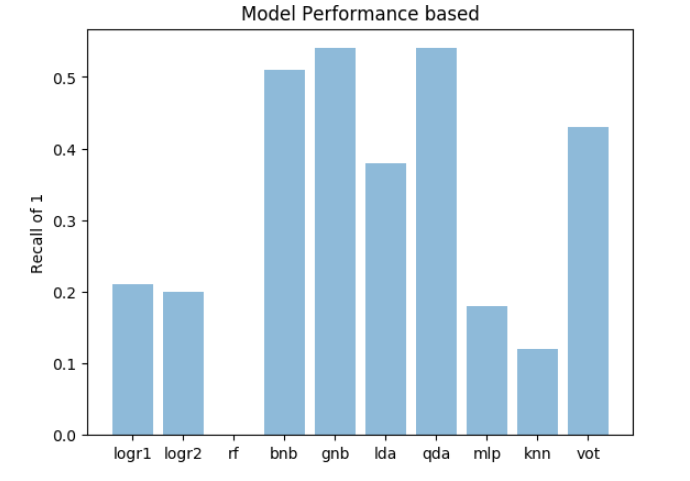 Model Performance based
Recall of 1
0.5
0.4
0.3
0.2
0.1
0.0
logr1 logr2 rf bnb gnb lda qda mlp knn vot